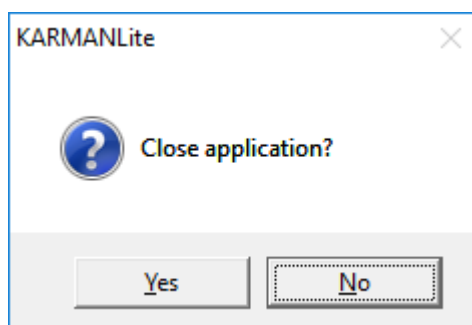 KARMANLite
Close application?
Yes
No